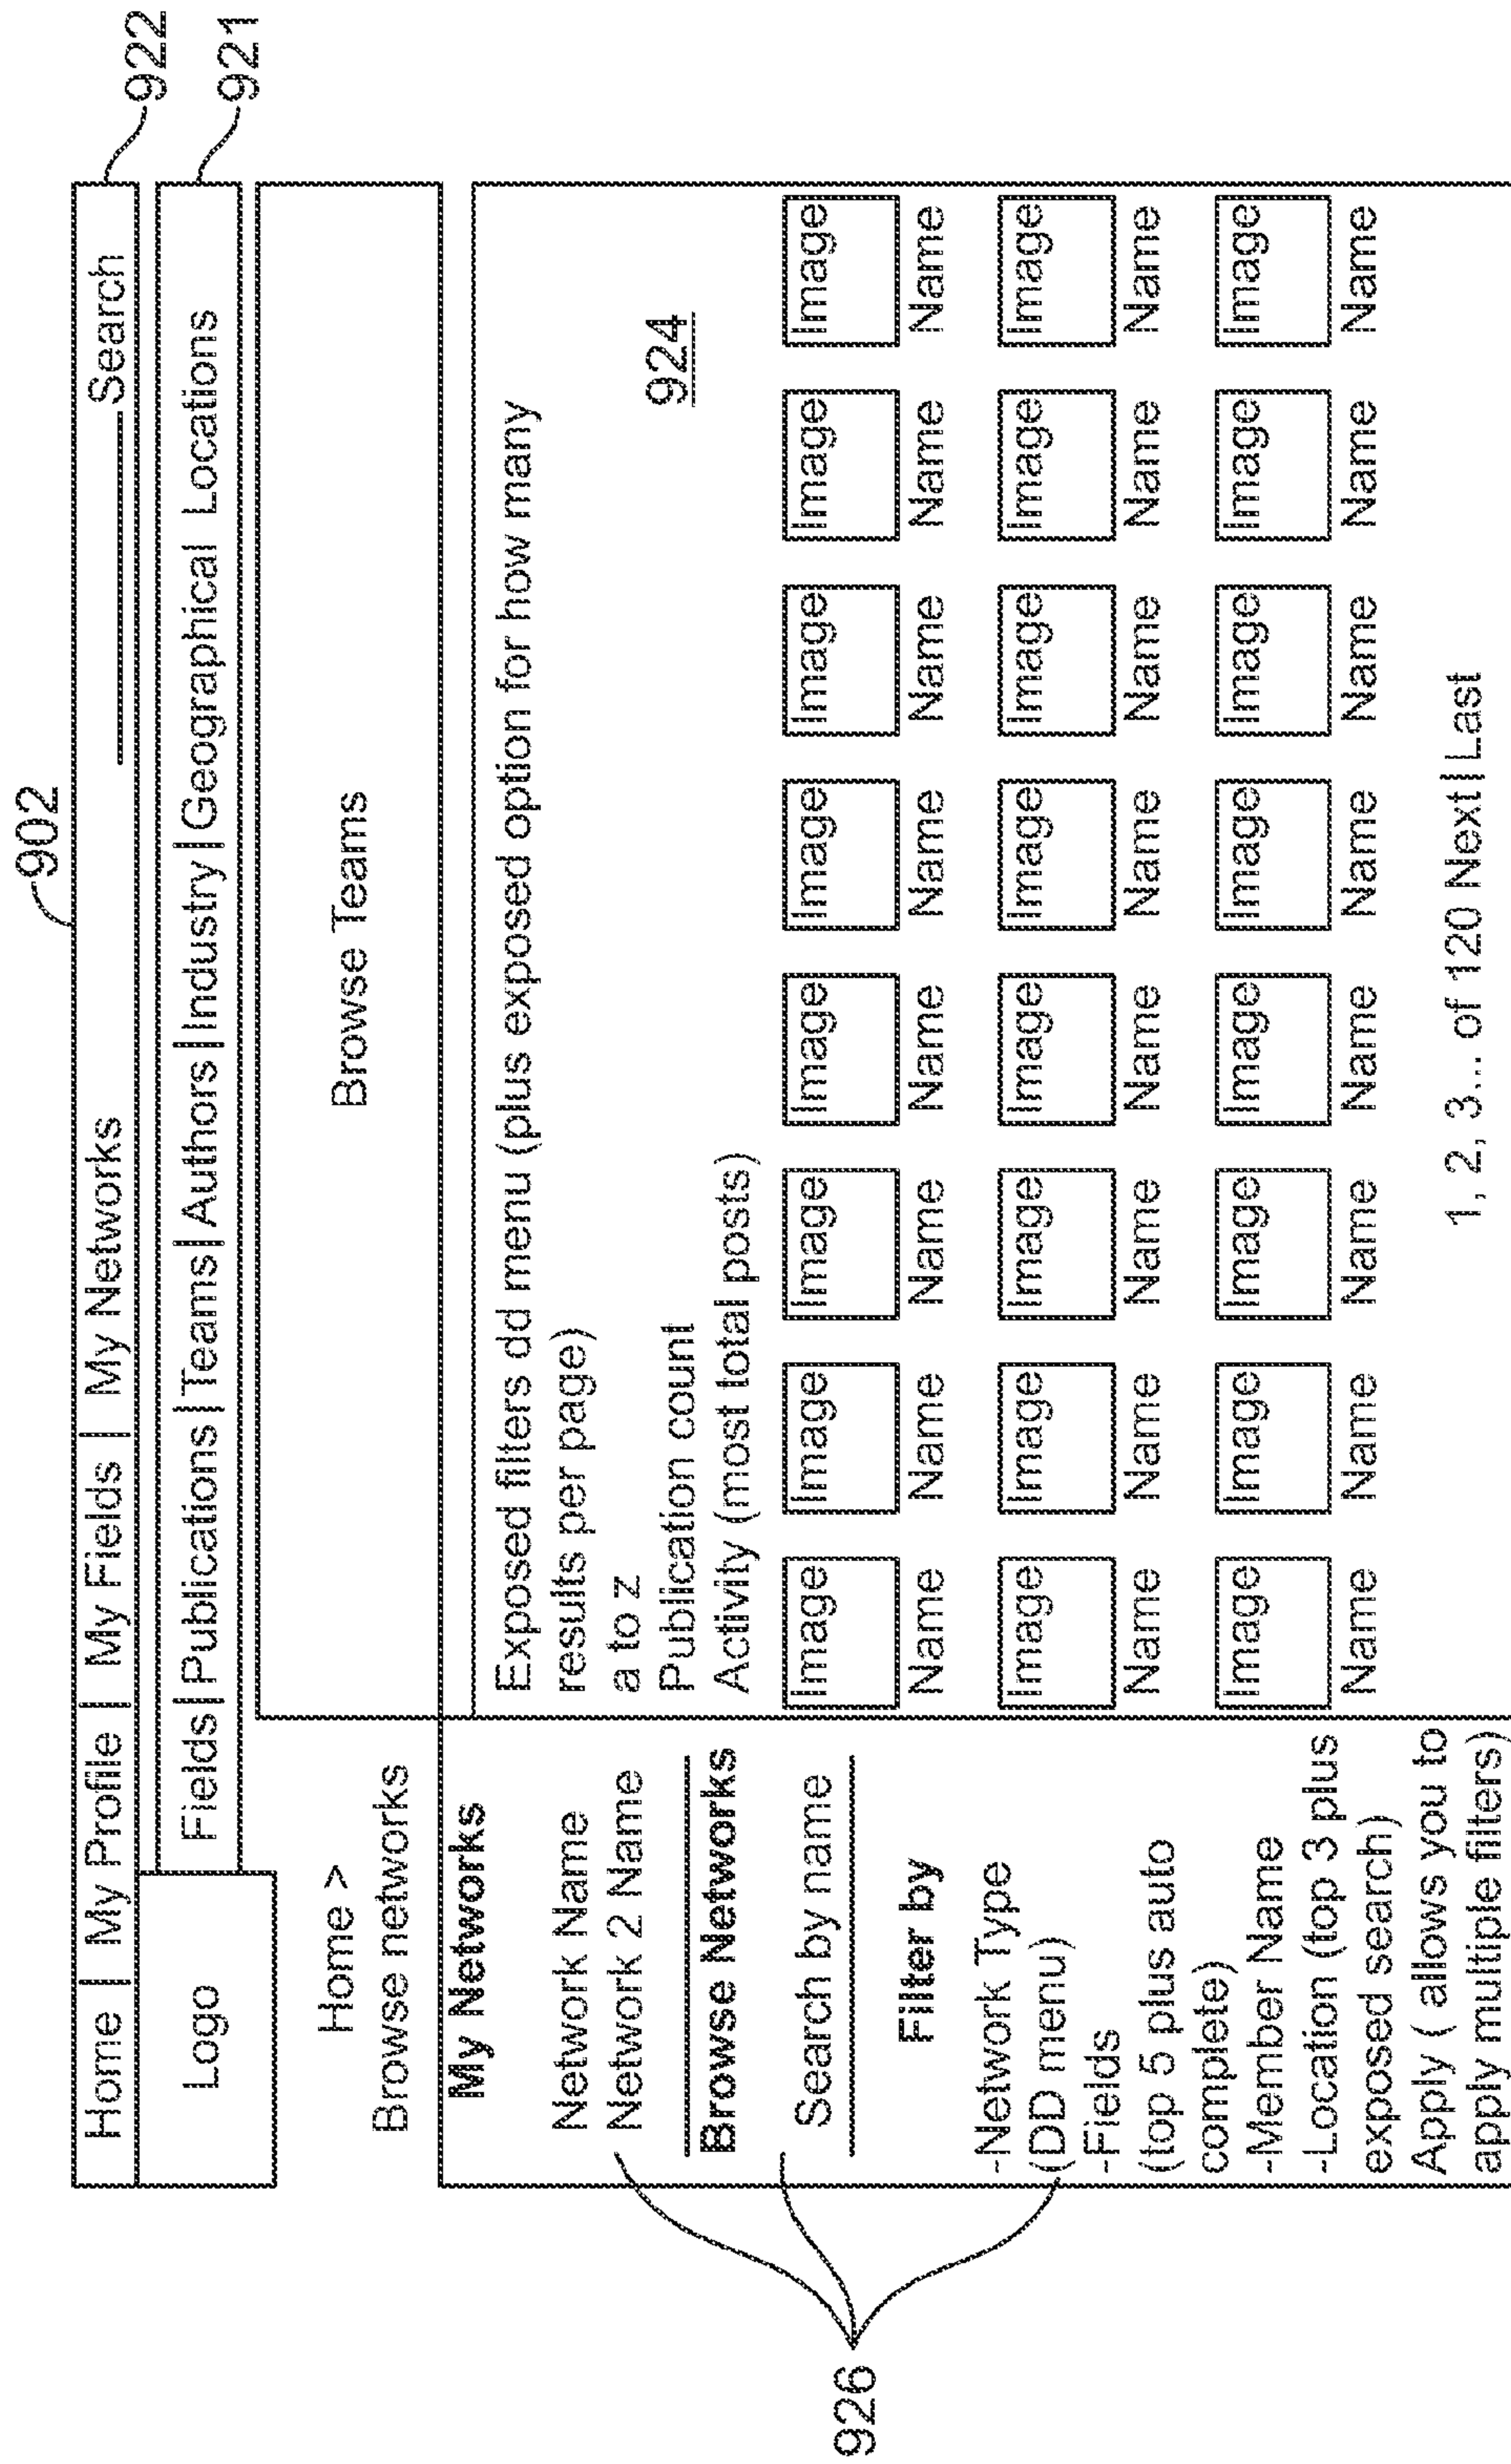 902
Home | My Profile | My Fields | My Networks Search
922
Logo
Fields|Publications|Teams|Authors|Industry|Geographical Locations
921
Home >
Browse networks
Browse Teams
My Networks
Network Name
Network 2 Name
Browse Networks
Search by name
Filter by
-Network Type
(DD menu)
-Fields
(top 5 plus auto
complete)
-Member Name
-Location (top 3 plus
exposed search)
Apply ( allows you to
apply multiple filters)
926
Exposed filters dd menu (plus exposed option for how many
results per page)
a to z
Publication count
Activity (most total posts)
924
Image Image Image Image Image Image Image Image
Name Name Name Name Name Name Name Name
Image Image Image Image Image Image Image Image
Name Name Name Name Name Name Name Name
Image Image Image Image Image Image Image Image
Name Name Name Name Name Name Name Name
1, 2, 3... of 120 Next|Last